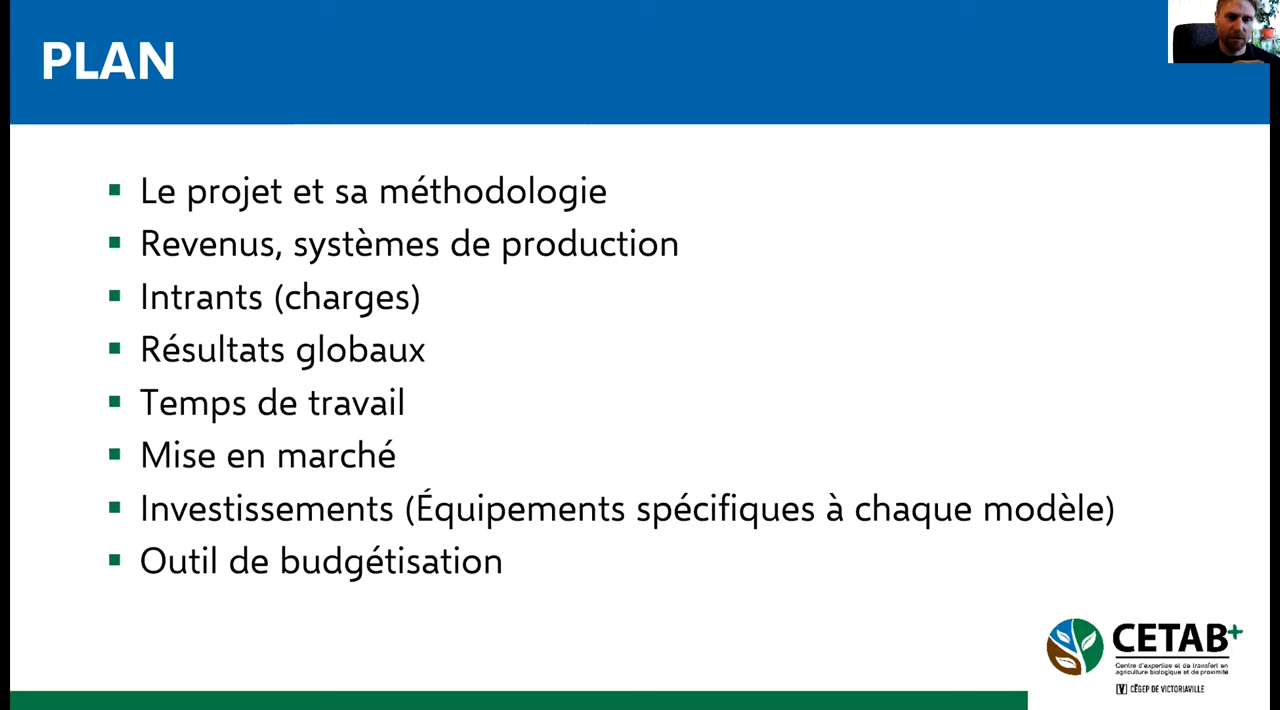 PLAN
Le projet et sa méthodologie
Revenus, systèmes de production
Intrants (charges)
Résultats globaux
Temps de travail
Mise en marché
Investissements (Équipements spécifiques à chaque modèle)
Outil de budgétisation
CETAB+
Centre d'expertise et de transfert en
agriculture biologique et de proximité
CÉGEP DE VICTORIAVILLE